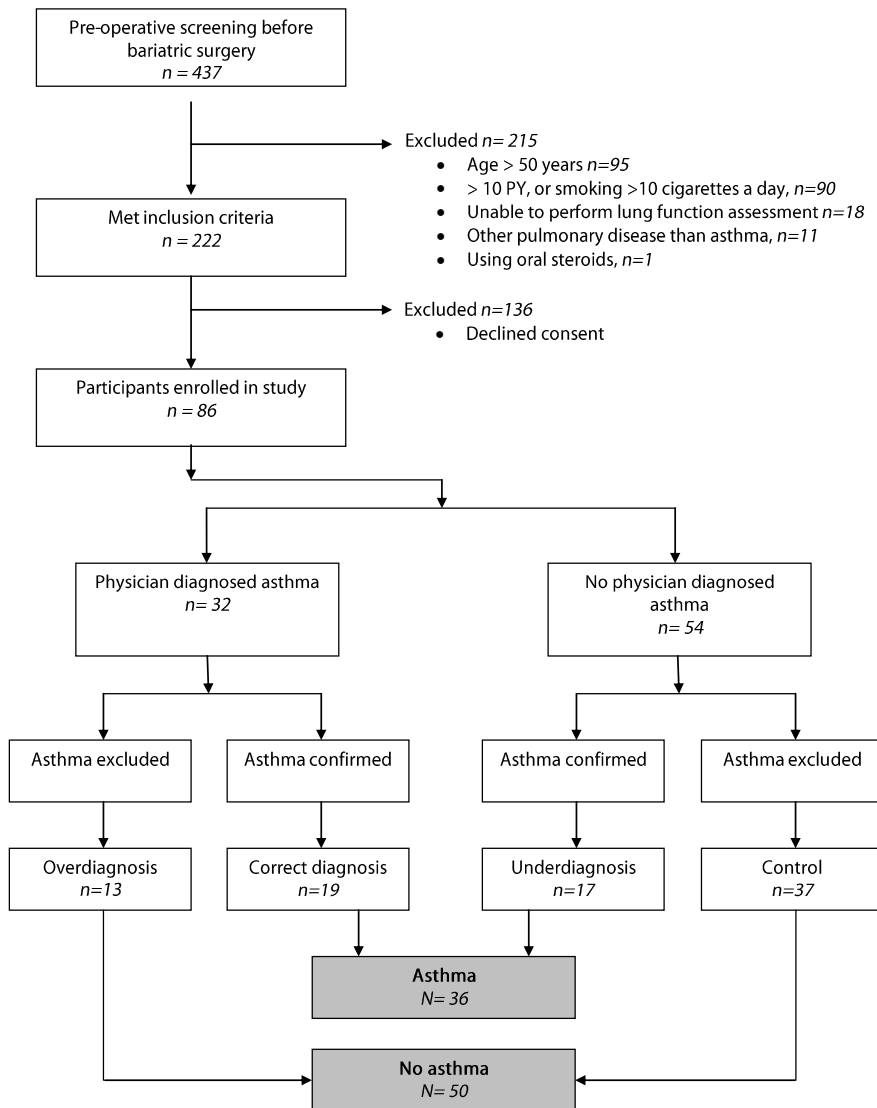 Pre-operative screening before
bariatric surgery
n = 437
Excluded n= 215
• Age > 50 years n=95
• > 10 PY, or smoking >10 cigarettes a day, n=90
• Unable to perform lung function assessment n=18
• Other pulmonary disease than asthma, n=11
• Using oral steroids, n=1
Met inclusion criteria
n = 222
Excluded n=136
• Declined consent
Participants enrolled in study
n = 86
Physician diagnosed asthma
n= 32
No physician diagnosed
asthma
n= 54
Asthma excluded
Asthma confirmed
Asthma confirmed
Asthma excluded
Overdiagnosis
n=13
Correct diagnosis
n=19
Underdiagnosis
n=17
Control
n=37
Asthma
N= 36
No asthma
N= 50